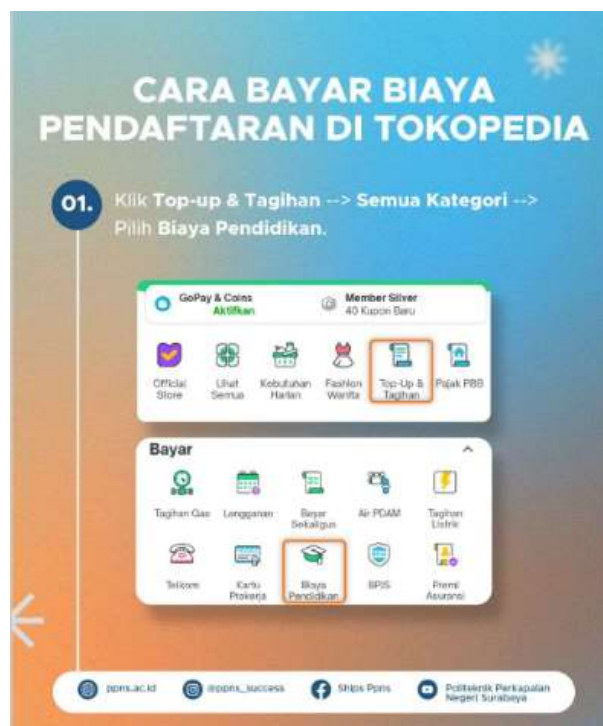 CARA BAYAR BIAYA
PENDAFTARAN DI TOKOPEDIA
01.
Klik Top-up & Tagihan --> Semua Kategori -->
Pilih Biaya Pendidikan.
GoPay & Coins
Aktifkan
Member Silver
40 Kupon Baru
Official
Store
Lihat
Semua
Kebutuhan
Harian
Fashion
Wanita
Top-Up &
Tagihan
Pajak PBB
Bayar
Tagihan Gas
Langganan
Bayar
Sekaligus
Air PDAM
Tagihan
Listrik
Telkom
Kartu
Prakerja
Biaya
Pendidikan
BPJS
Premi
Asuransi
ppns.ac.id
@ppns_success
Ships Ppns
Politeknik Perkapalan
Negeri Surabaya